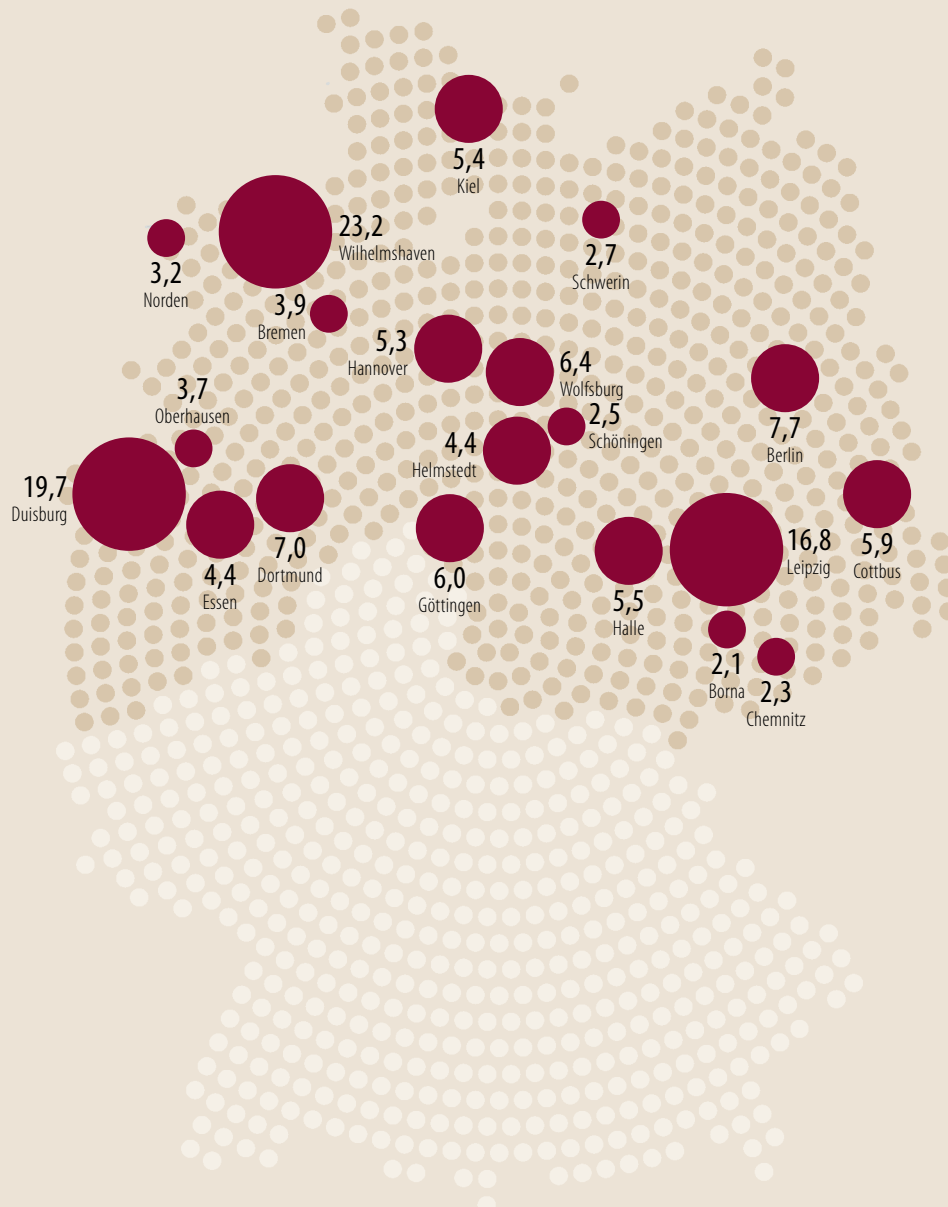 5,4
Kiel
23,2
Wilhelmshaven
3,2
Norden
2,7
Schwerin
3,9
Bremen
5,3
Hannover
6,4
Wolfsburg
3,7
Oberhausen
2,5
Schöningen
7,7
Berlin
4,4
Helmstedt
19,7
Duisburg
4,4
Essen
7,0
Dortmund
6,0
Göttingen
5,5
Halle
16,8
Leipzig
5,9
Cottbus
2,1
Borna
2,3
Chemnitz